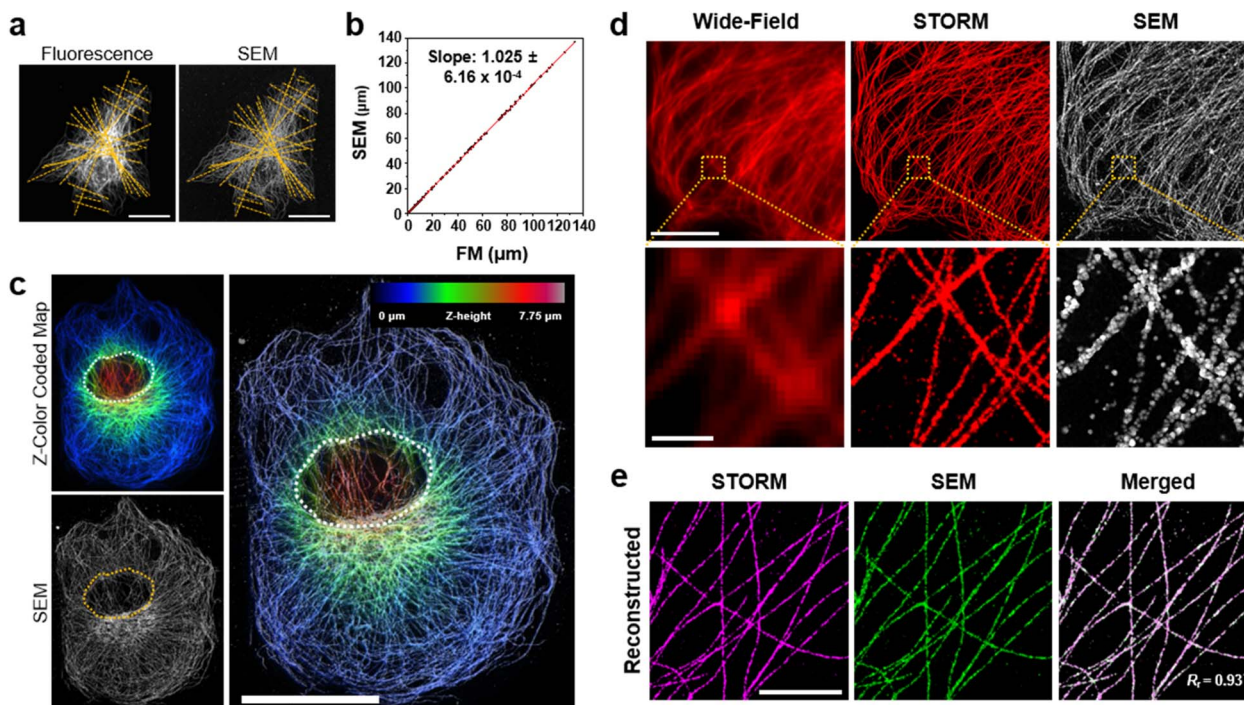 a
Fluorescence
SEM
b
140
120
100
80
60
40
20
0
SEM (µm)
Slope: 1.025 ±
6.16 x 10⁻⁴
0 20 40 60 80 100 120 140
FM (µm)
c
Z-Color Coded Map
SEM
0 µm Z-height 7.75 µm
d
Wide-Field
STORM
SEM
e
STORM
SEM
Merged
Reconstructed
Rr = 0.93